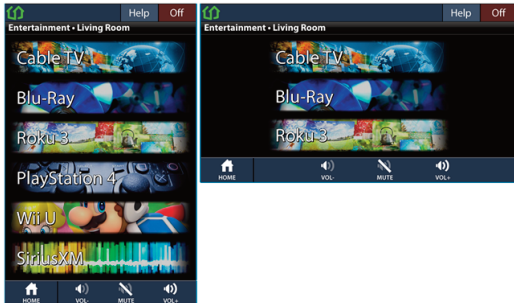 Help Off
Entertainment • Living Room
Cable TV
Blu-Ray
Roku 3
PlayStation 4
Wii U
SiriusXM
HOME VOL- MUTE VOL+
Help Off
Entertainment • Living Room
Cable TV
Blu-Ray
Roku 3
HOME VOL- MUTE VOL+